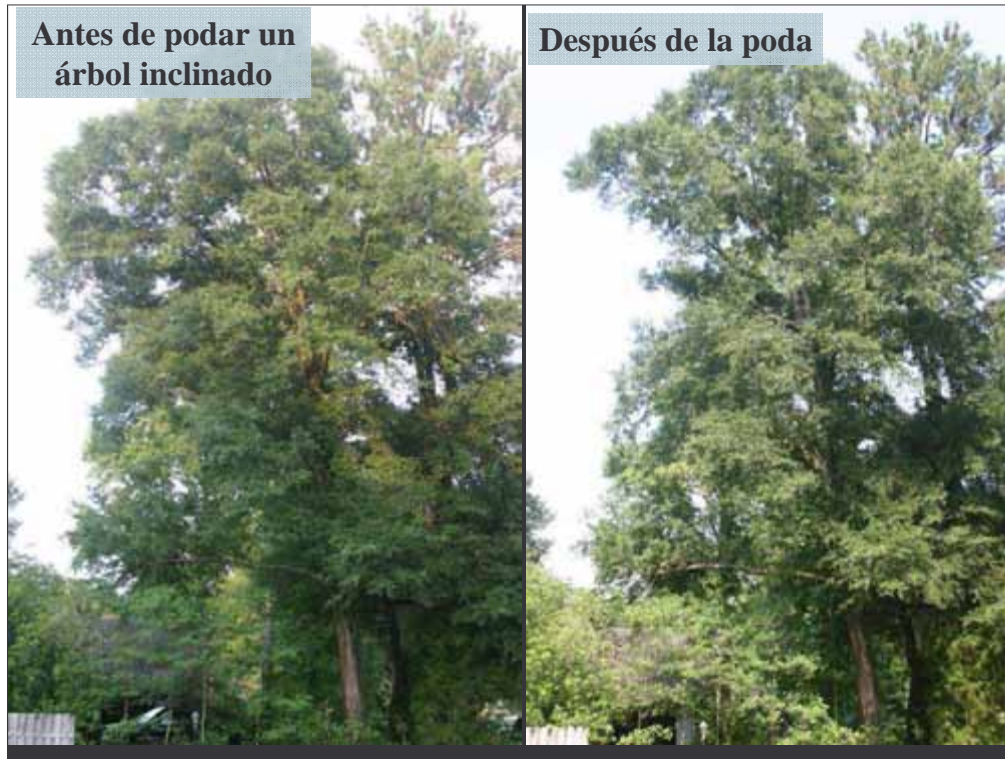 Antes de podar un
árbol inclinado
Después de la poda